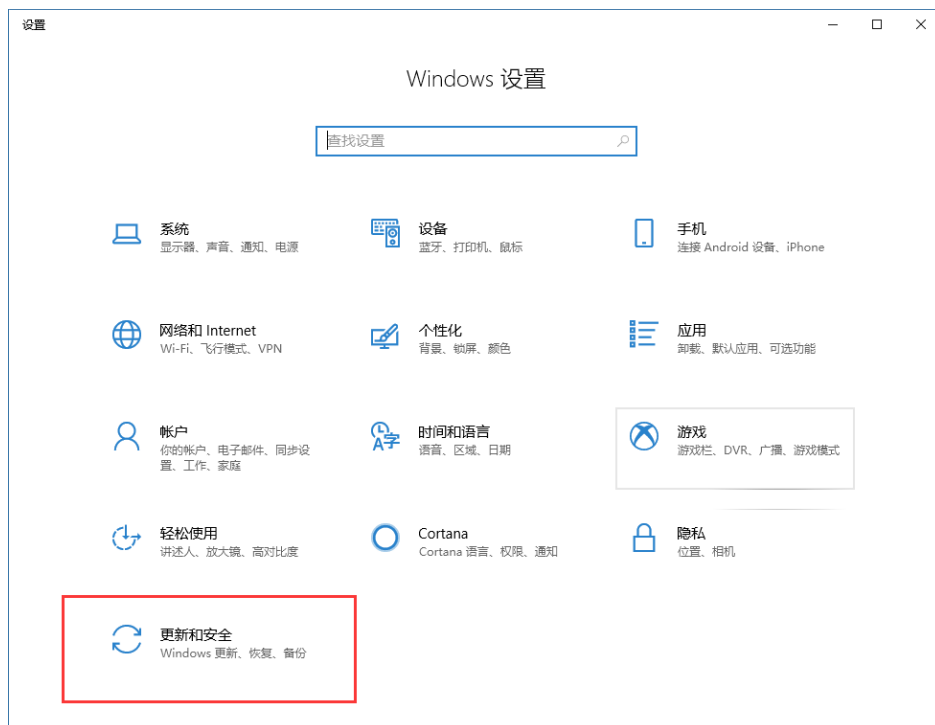 设置
Windows 设置
查找设置
系统
显示器、声音、通知、电源
设备
蓝牙、打印机、鼠标
手机
连接 Android 设备、iPhone
网络和 Internet
Wi-Fi、飞行模式、VPN
个性化
背景、锁屏、颜色
应用
卸载、默认应用、可选功能
帐户
你的帐户、电子邮件、同步设
置、工作、家庭
时间和语言
语音、区域、日期
游戏
游戏栏、DVR、广播、游戏模式
轻松使用
讲述人、放大镜、高对比度
Cortana
Cortana 语言、权限、通知
隐私
位置、相机
更新和安全
Windows 更新、恢复、备份